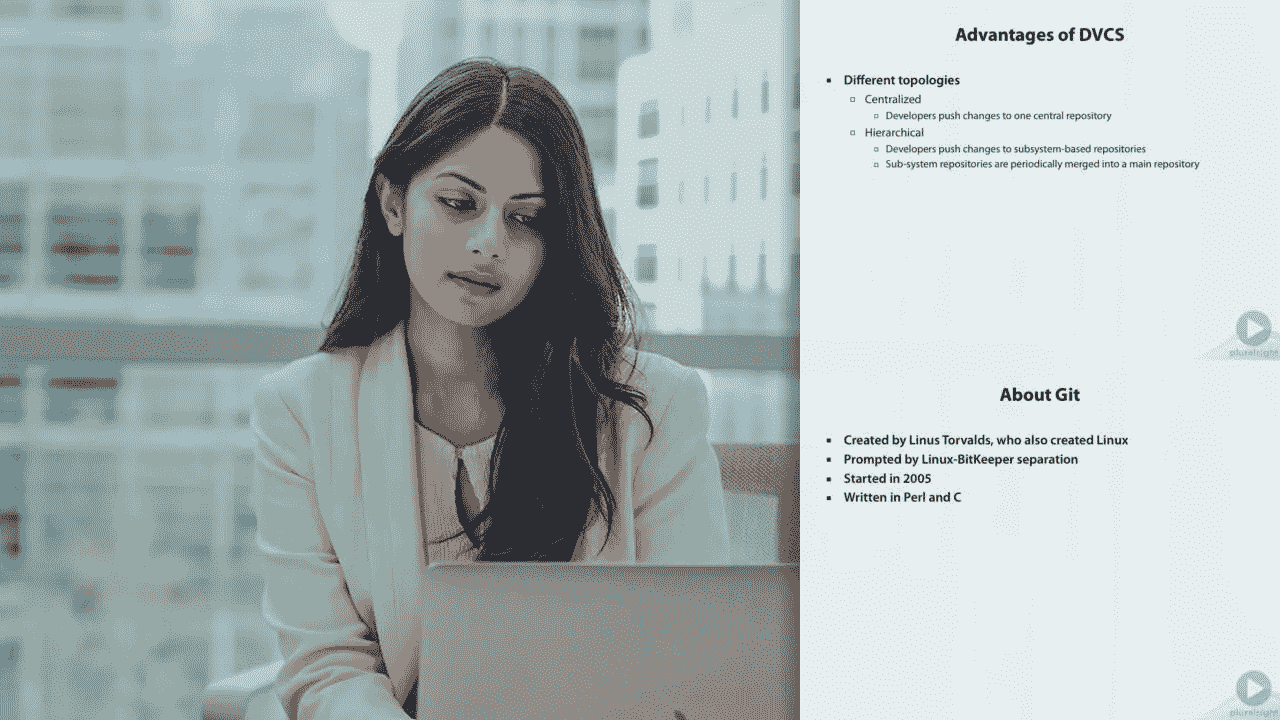 Advantages of DVCS
▪ Different topologies
▫ Centralized
▫ Developers push changes to one central repository
▫ Hierarchical
▫ Developers push changes to subsystem-based repositories
▫ Sub-system repositories are periodically merged into a main repository
pluralsight
About Git
▪ Created by Linus Torvalds, who also created Linux
▪ Prompted by Linux-BitKeeper separation
▪ Started in 2005
▪ Written in Perl and C
pluralsight